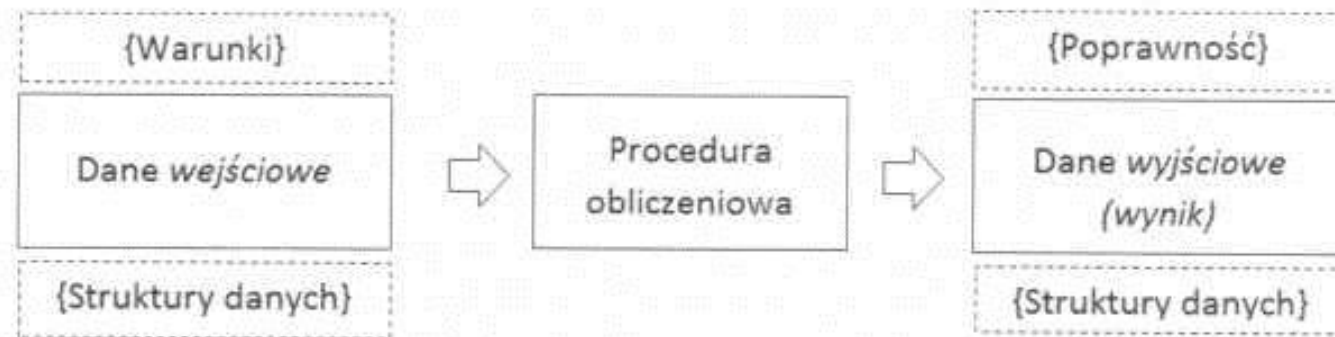 {Warunki}
Dane wejściowe
{Struktury danych}
Procedura
obliczeniowa
{Poprawność}
Dane wyjściowe
(wynik)
{Struktury danych}